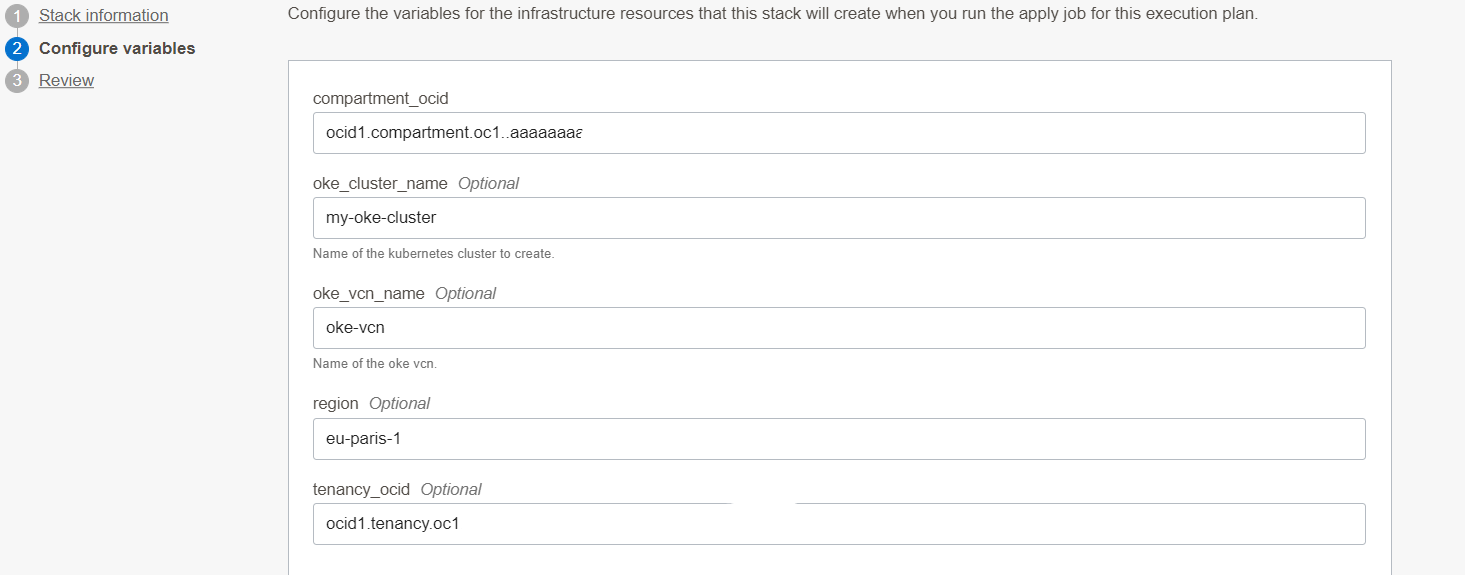 1 Stack information
2 Configure variables
3 Review
Configure the variables for the infrastructure resources that this stack will create when you run the apply job for this execution plan.
compartment_ocid
ocid1.compartment.oc1..aaaaaaaa
oke_cluster_name Optional
my-oke-cluster
Name of the kubernetes cluster to create.
oke_vcn_name Optional
oke-vcn
Name of the oke vcn.
region Optional
eu-paris-1
tenancy_ocid Optional
ocid1.tenancy.oc1